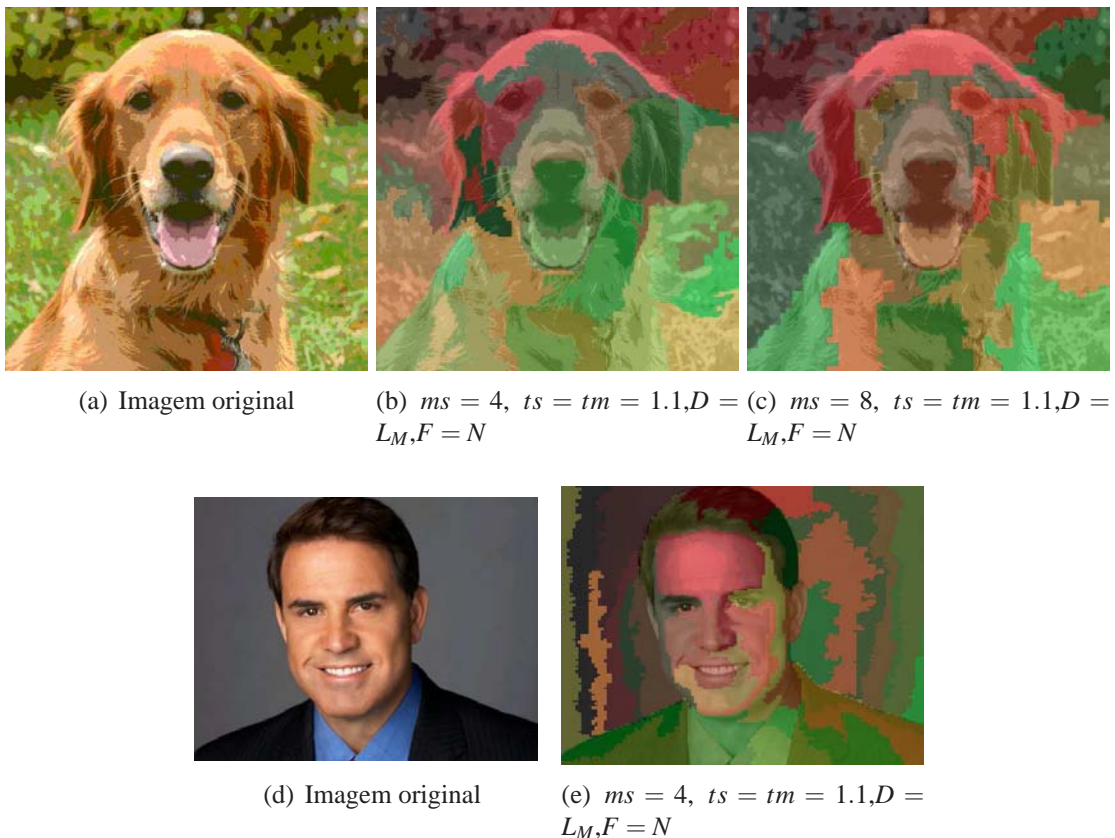 (a) Imagem original
(b) ms = 4, ts = tm = 1.1,D =
L_M,F = N
(c) ms = 8, ts = tm = 1.1,D =
L_M,F = N
(d) Imagem original
(e) ms = 4, ts = tm = 1.1,D =
L_M,F = N